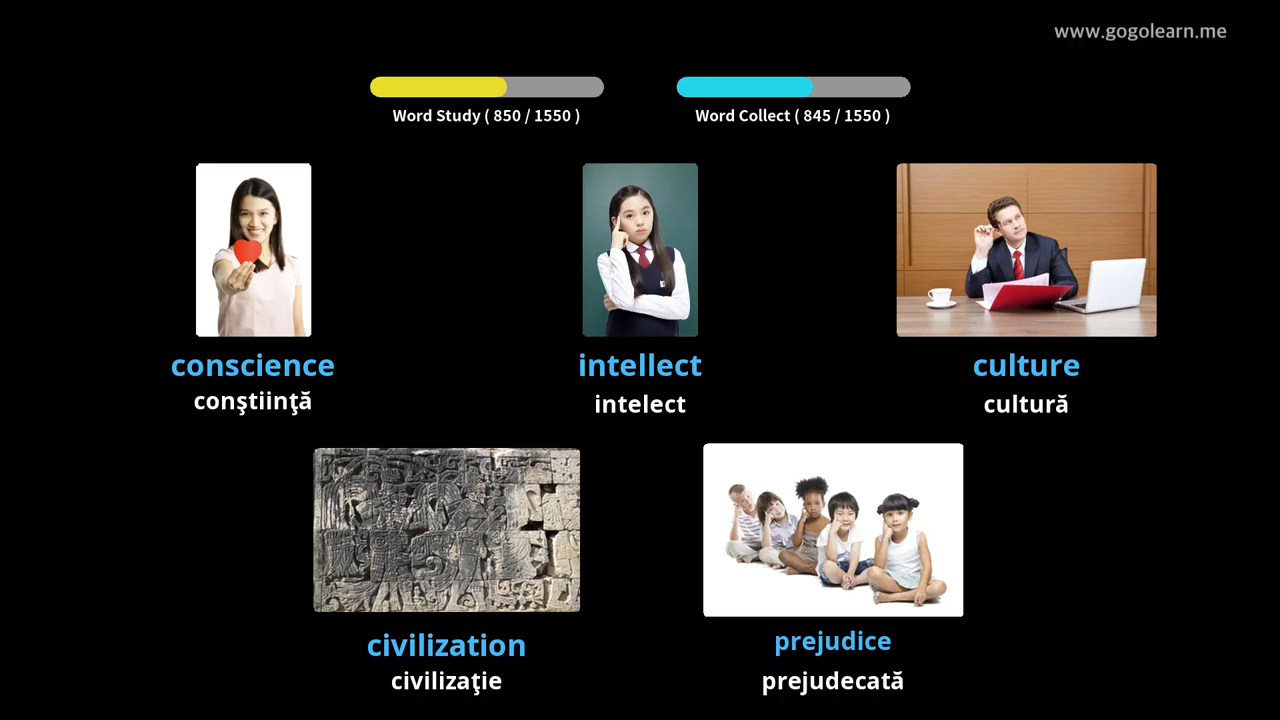 www.gogolearn.me
Word Study ( 850 / 1550 )
Word Collect ( 845 / 1550 )
conscience
conştiinţă
intellect
intelect
culture
cultură
civilization
civilizaţie
prejudice
prejudecată